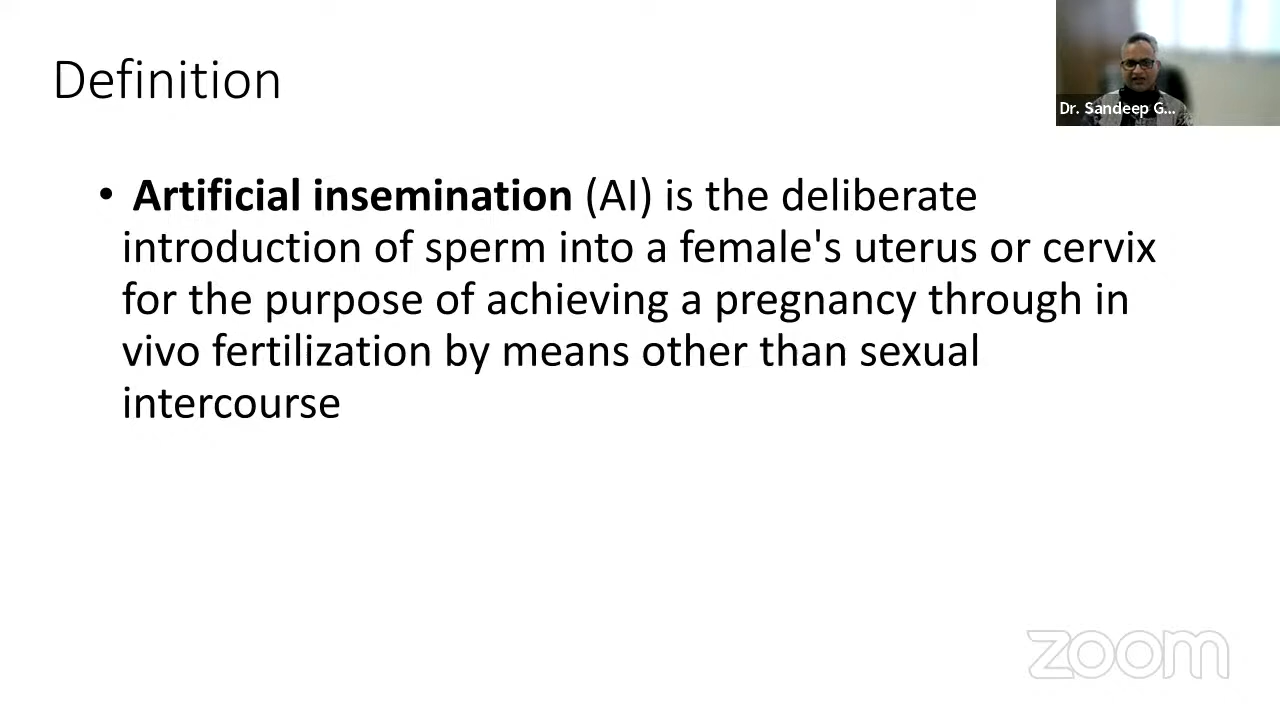 Definition
Dr. Sandeep G...
• Artificial insemination (AI) is the deliberate
introduction of sperm into a female's uterus or cervix
for the purpose of achieving a pregnancy through in
vivo fertilization by means other than sexual
intercourse
zoom